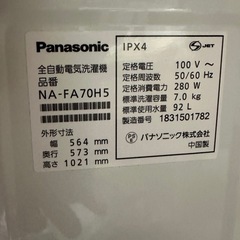 Panasonic
全自動電気洗濯機
品番
NA-FA70H5
外形寸法
幅 564 mm
奥行 573 mm
高さ 1021 mm
IPX4
JET
定格電圧 : 100 V ~
定格周波数 : 50/60 Hz
定格消費電力 : 280 W
標準洗濯容量 : 7.0 kg
標準使用水量 : 92 L
製造番号 1831501782
パナソニック株式会社
中国製